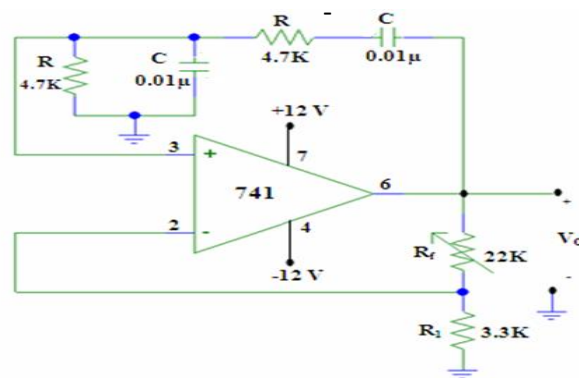 R
C
R
4.7K
C
0.01µ
4.7K
0.01µ
+12 V
3
+
7
741
6
2
-
4
-12 V
+
Rf
22K
-
R1
3.3K